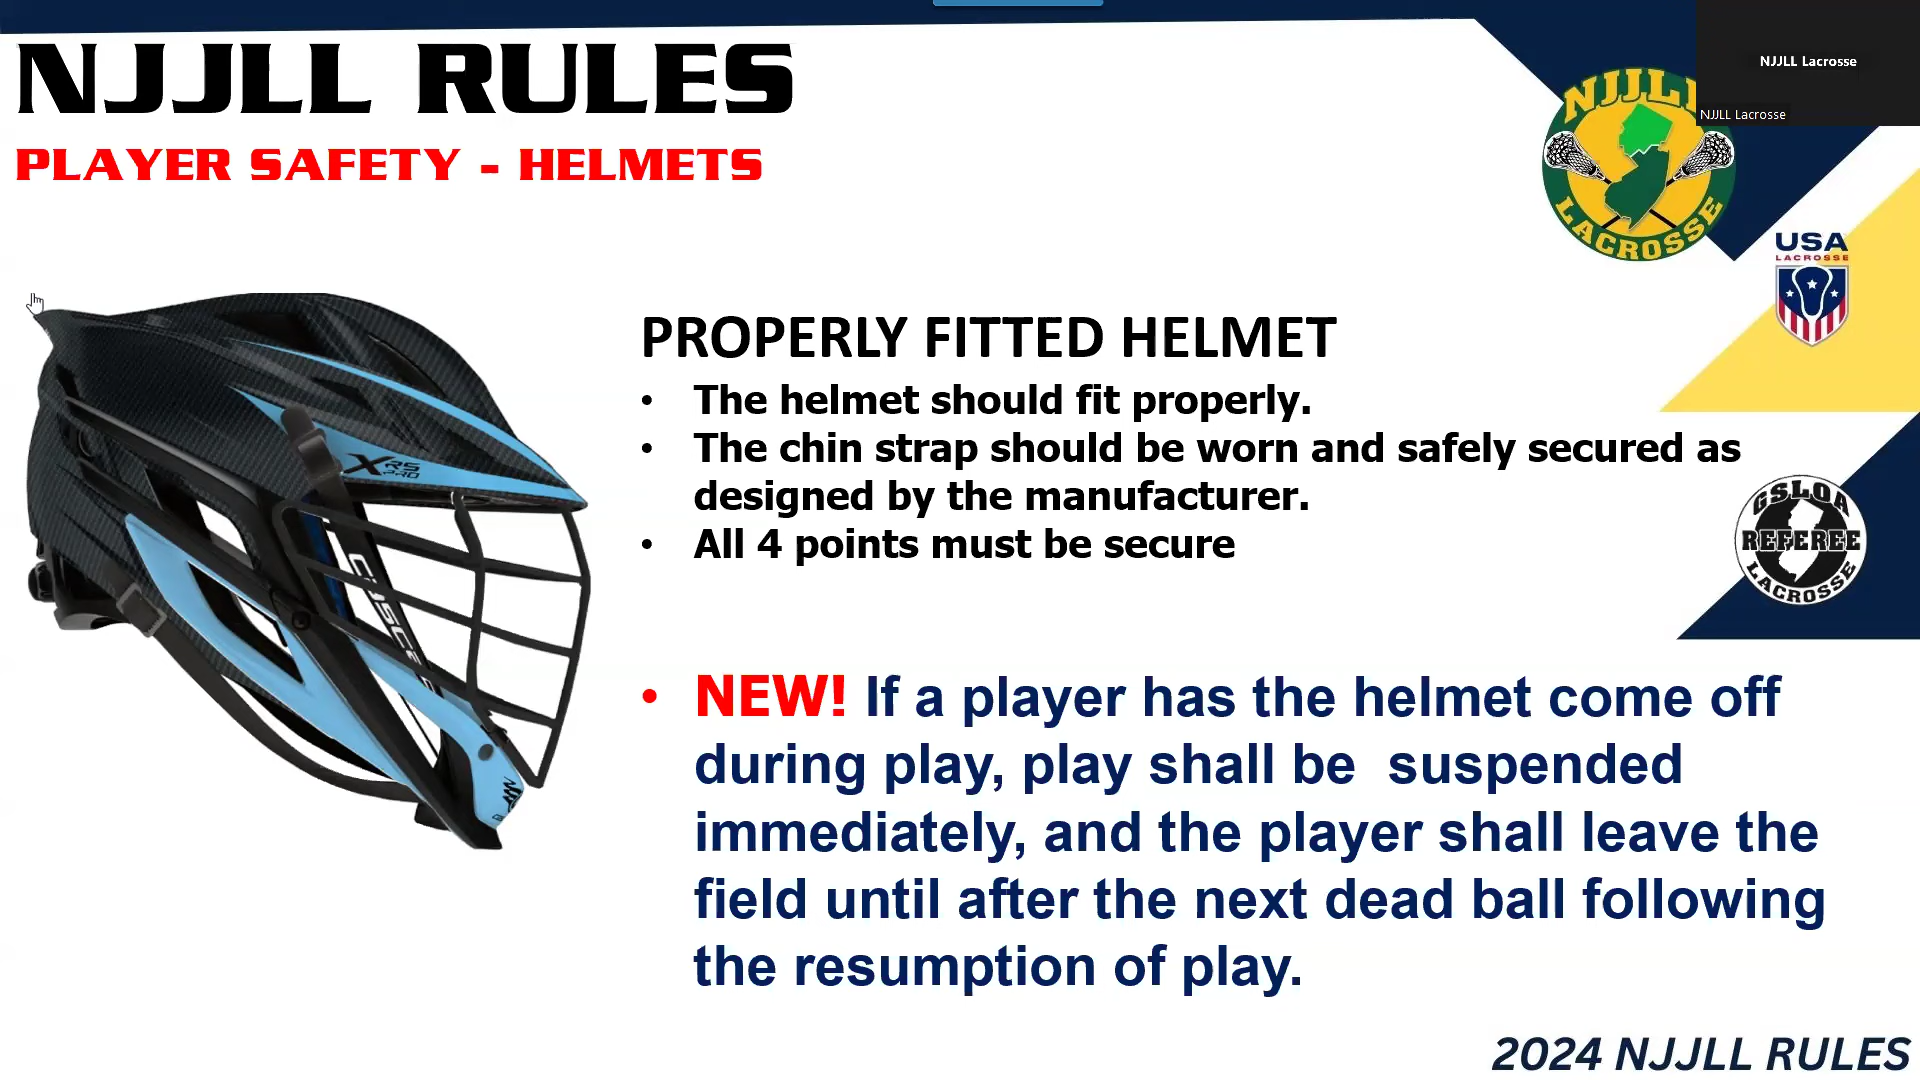 NJJLL RULES
PLAYER SAFETY - HELMETS
NJJLL Lacrosse
NJJLL Lacrosse
LACROSSE
USA
LACROSSE
XRS
PRO
CASCADE
PROPERLY FITTED HELMET
• The helmet should fit properly.
• The chin strap should be worn and safely secured as
designed by the manufacturer.
• All 4 points must be secure
GSLOA
REFEREE
LACROSSE
• NEW! If a player has the helmet come off
during play, play shall be suspended
immediately, and the player shall leave the
field until after the next dead ball following
the resumption of play.
2024 NJJLL RULES